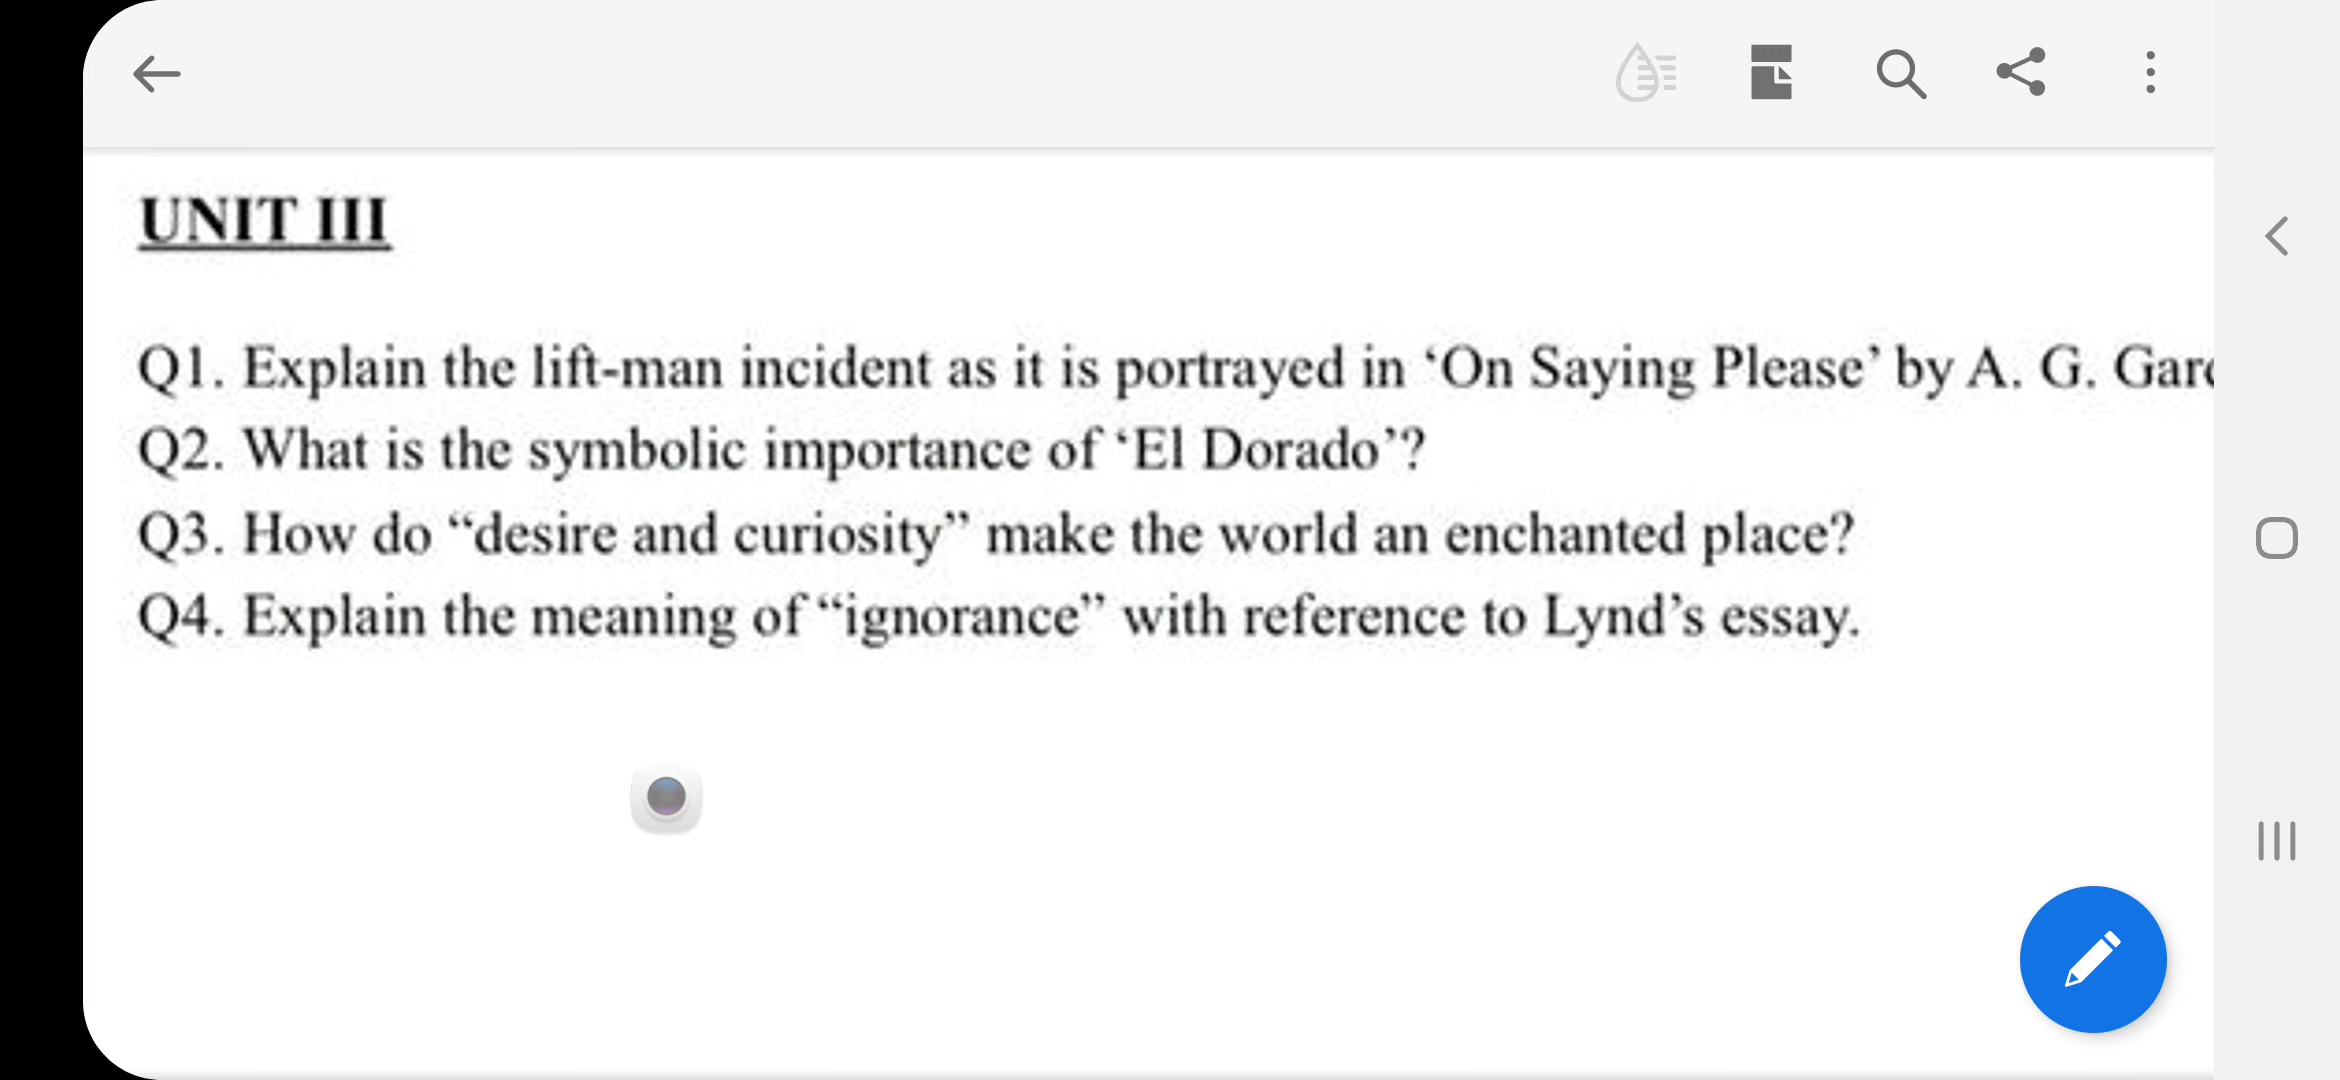 UNIT III
Q1. Explain the lift-man incident as it is portrayed in ‘On Saying Please’ by A. G.
Q2. What is the symbolic importance of ‘El Dorado’?
Q3. How do “desire and curiosity” make the world an enchanted place?
Q4. Explain the meaning of “ignorance” with reference to Lynd’s essay.